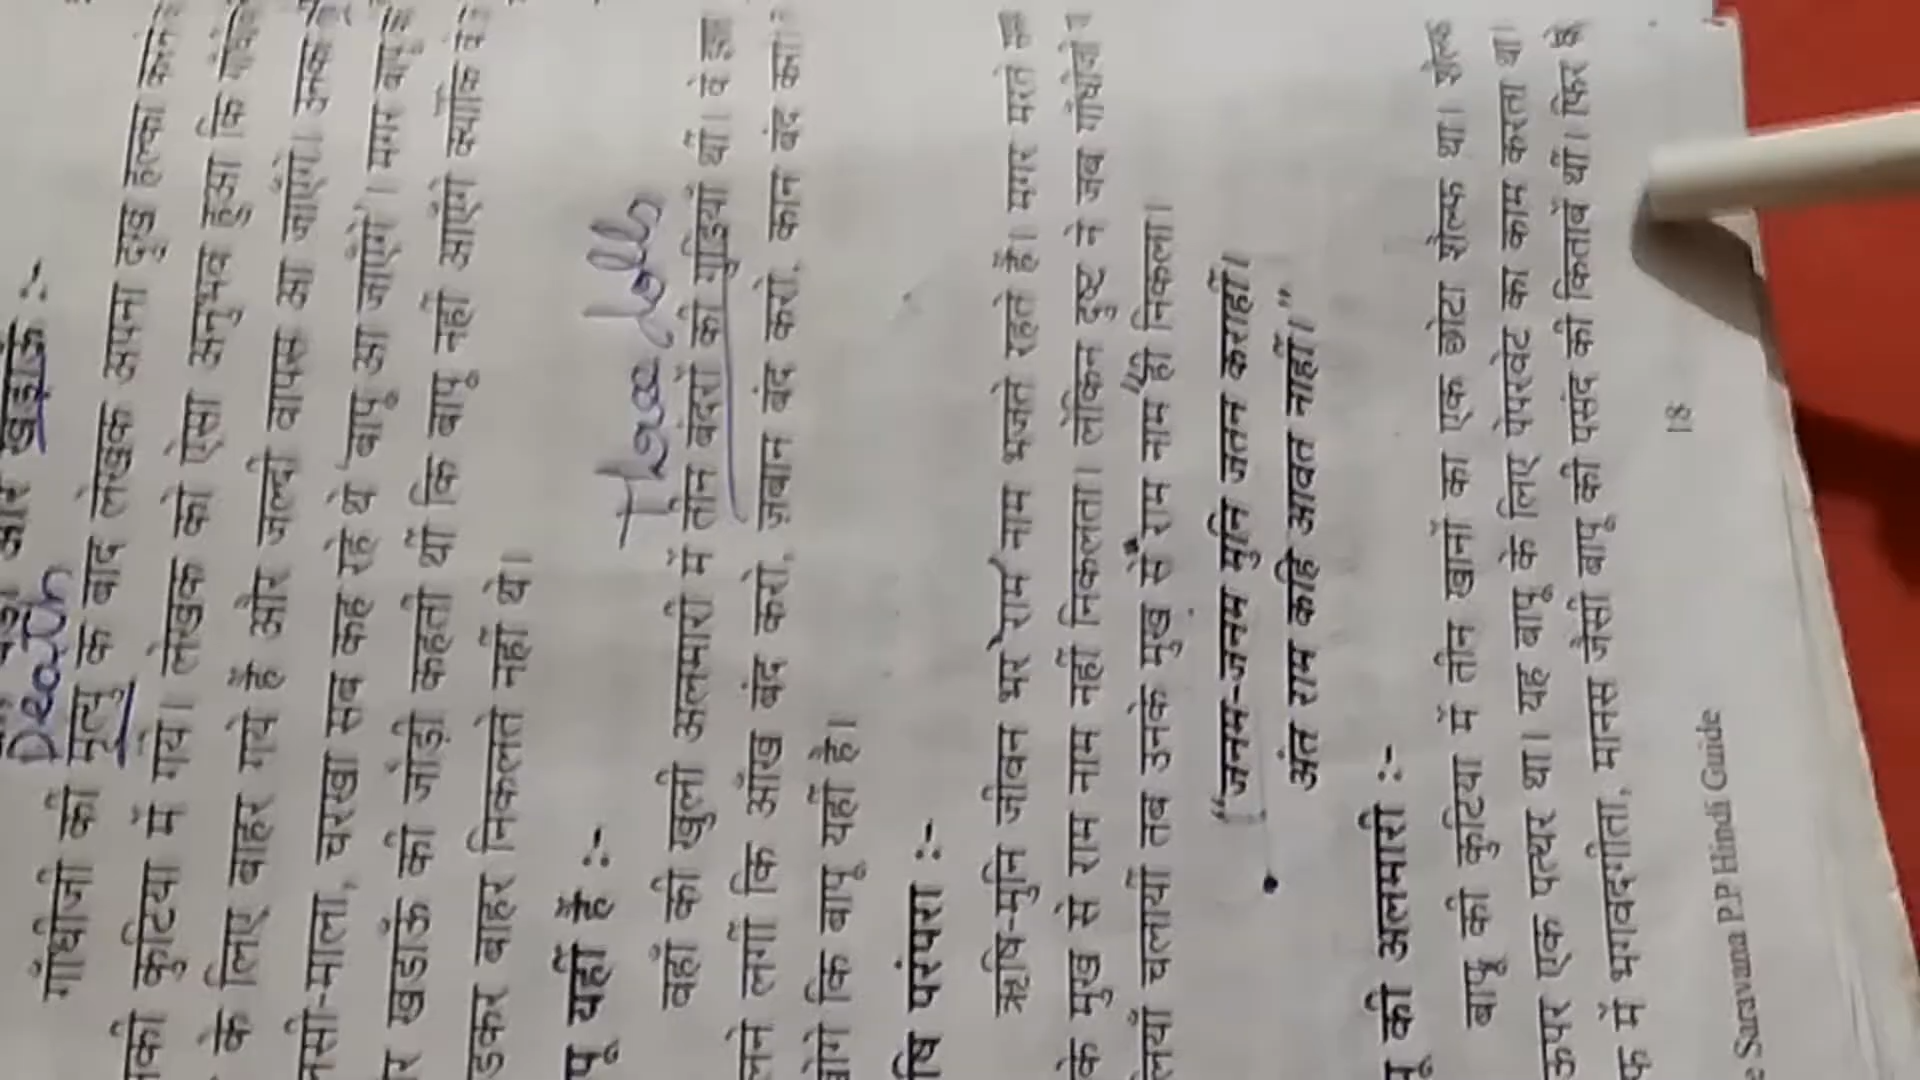 और खड़ाऊँ :-
Death
गाँधीजी की मृत्यु के बाद लेखक अपना दुख हल्का करने
कुटिया में गये। लेखक को ऐसा अनुभव हुआ कि
के लिए बाहर गये हैं और जल्दी वापस आ जाएँगे। उनके
माला, चरखा सब कह रहे थे बापू आ जाएँगे। मगर बापू
खडाऊँ की जोड़ी कहती थीं कि बापू नहीं आएंगे क्योंकि वे
बाहर निकलते नहीं थे।
यहीं हैं :-
Three dolls
वहाँ की खुली अलमारी में तीन बंदरों की गुडियाँ थीं। वे
लगीं कि आँख बंद करो, ज़बान बंद करो, कान बंद करो
कि बापू यहीं है।
परंपरा :-
ऋषि-मुनि जीवन भर राम नाम भजते रहते हैं। मगर मरते
के मुख से राम नाम नहीं निकलता। लेकिन दुष्ट ने जब गाँधीजी
चलायीं तब उनके मुख से राम नाम ही निकला।
"जनम-जनम मुनि जतन कराहीं।
अंत राम कहि आवत नाहीं।"
की अलमारी :-
बापू की कुटिया में तीन खानों का एक छोटा शेल्फ था। शेल्फ
ऊपर एक पत्थर था। यह बापू के लिए पेपरवेट का काम करता था।
में भगवद्गीता, मानस जैसी बापू की पसंद की किताबें थीं। फिर
Saravana P.P Hindi Guide
18